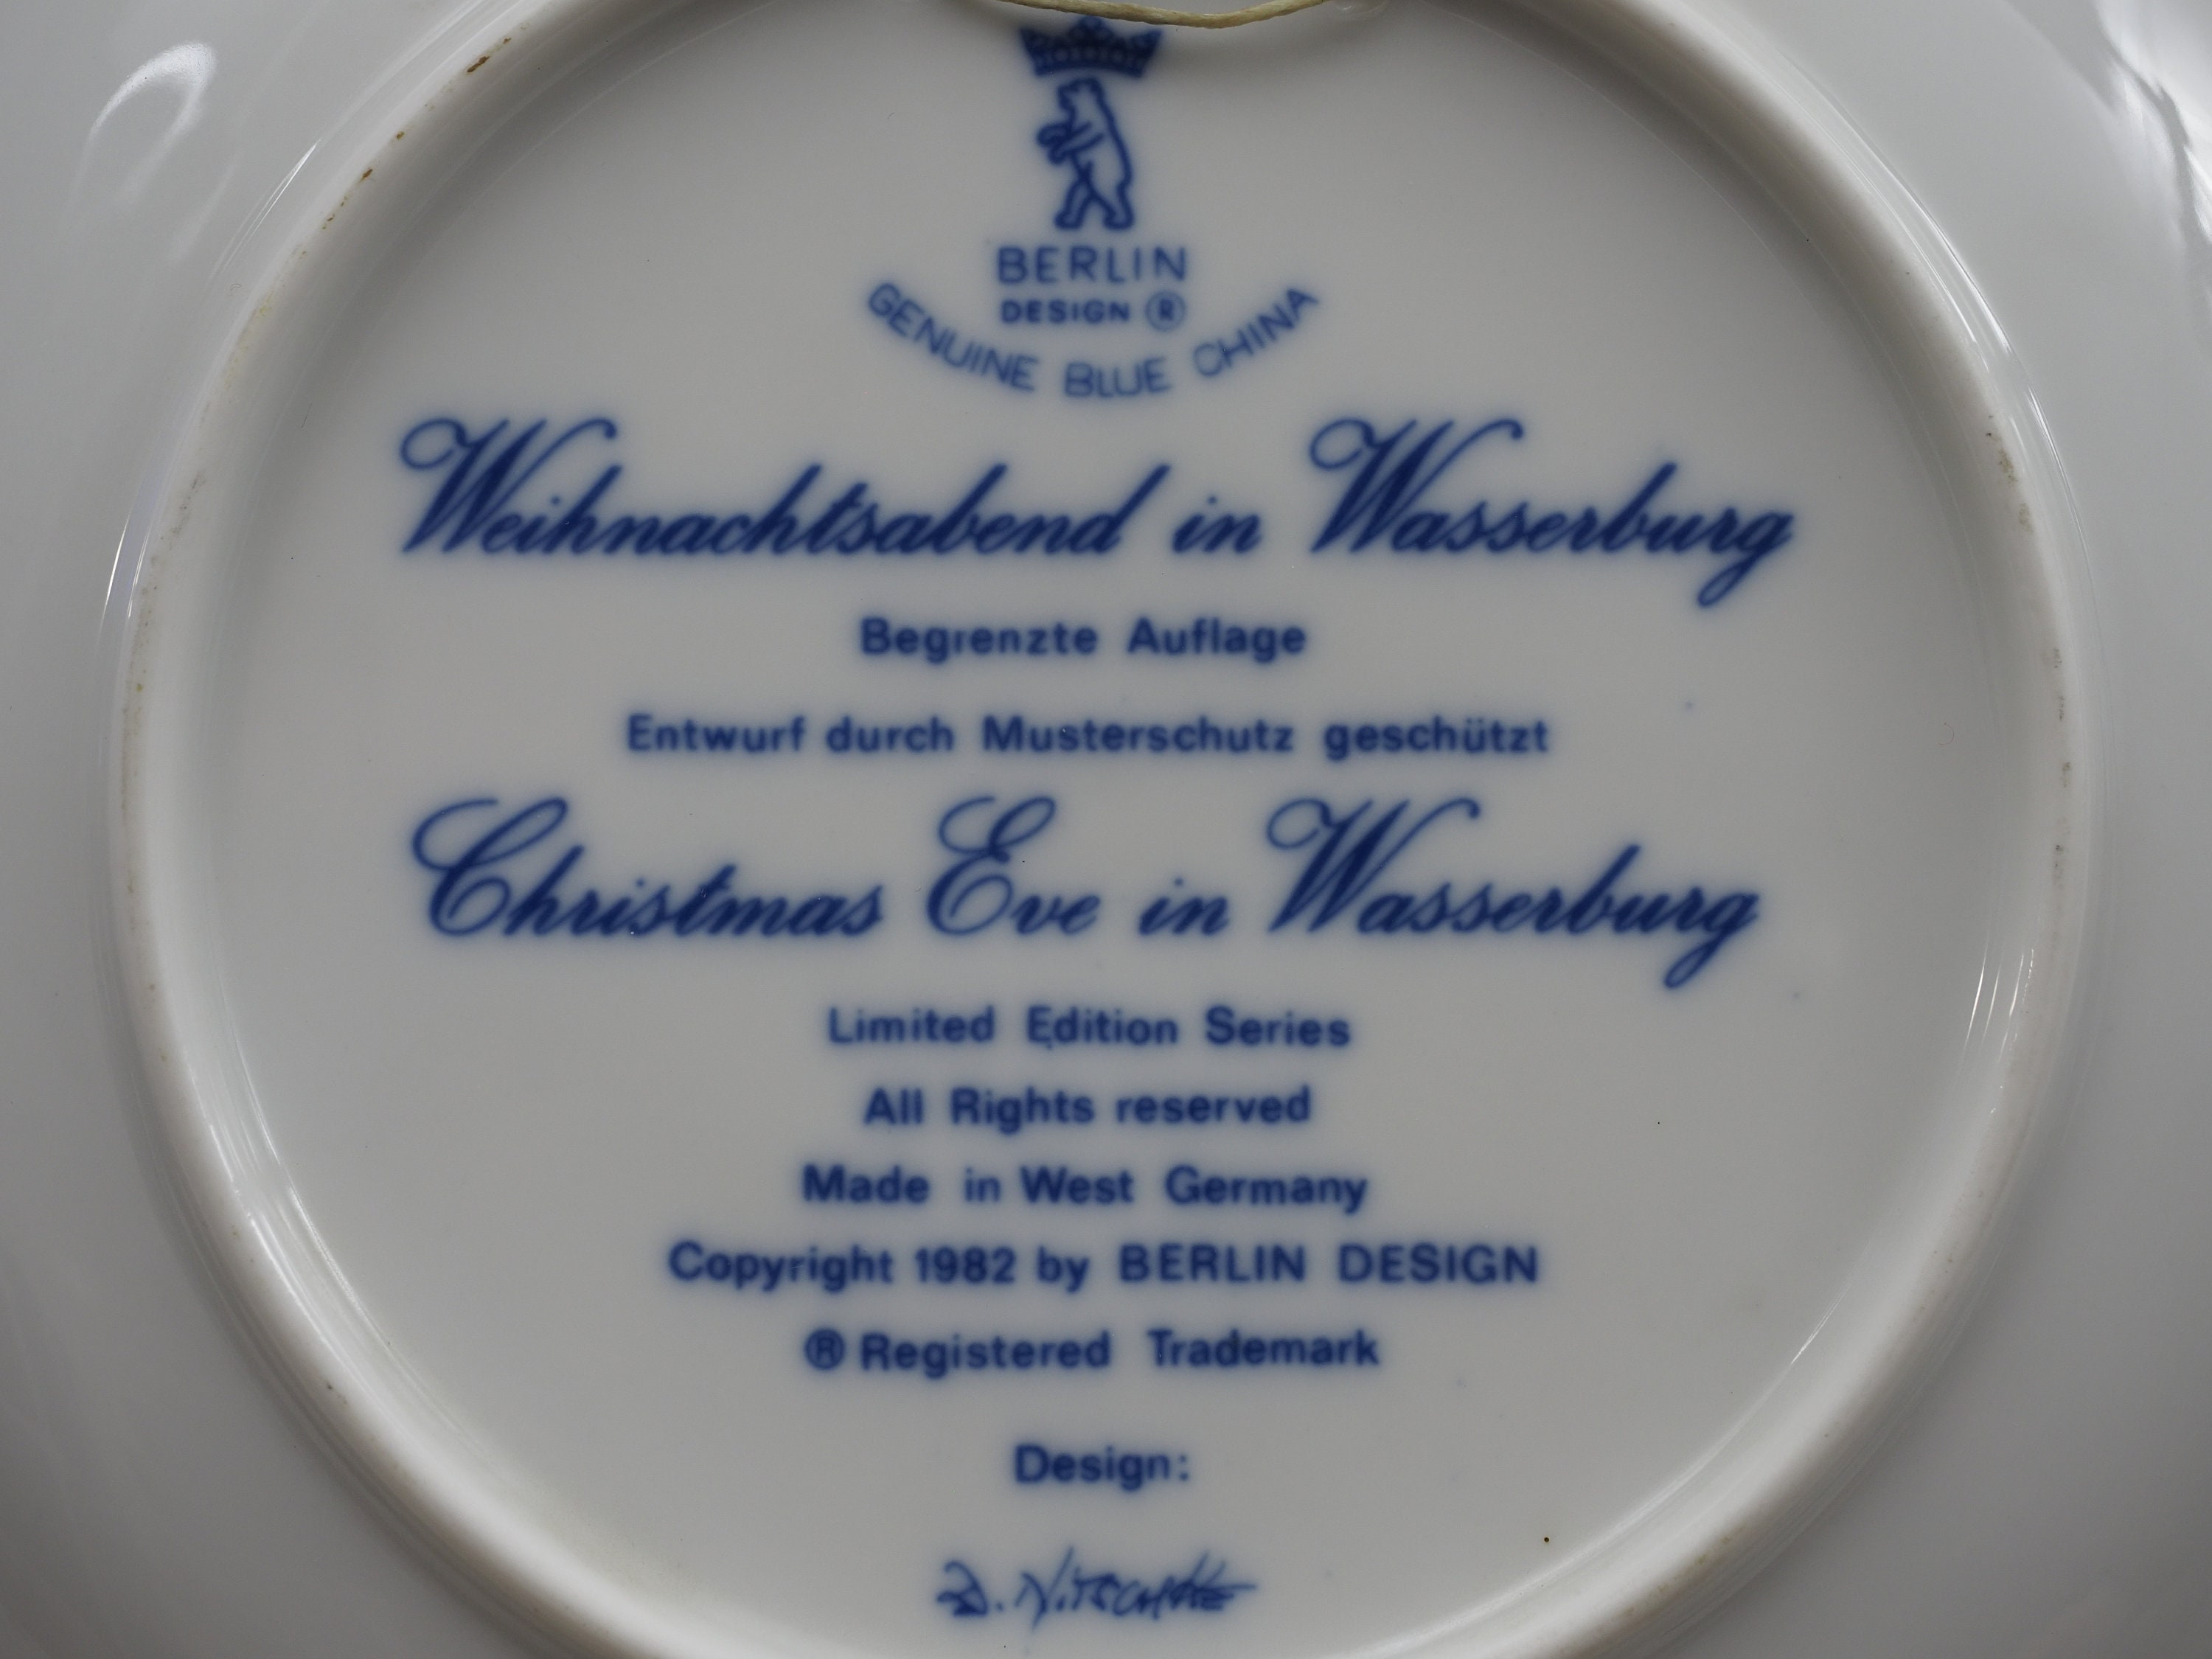 BERLIN
DESIGN ®
GENUINE BLUE CHINA
Weihnachtsabend in Wasserburg
Begrenzte Auflage
Entwurf durch Musterschutz geschützt
Christmas Eve in Wasserburg
Limited Edition Series
All Rights reserved
Made in West Germany
Copyright 1982 by BERLIN DESIGN
® Registered Trademark
Design: